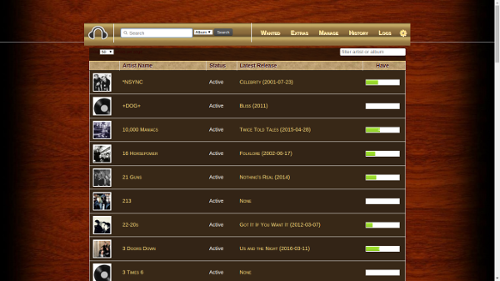 Search Album Search Wanted Extras Manage History Logs
50 filter artist or album
Artist Name Status Latest Release Have
*NSYNC Active Celebrity (2001-07-23)
+DOG+ Active (2011)
10,000 Maniacs Active Twice Told Tales (2015-04-28)
16 Horsepower Active Folklore (2002-06-17)
21 Guns Active Nothing's Real (2014)
213 Active None
22-20s Active Got It If You Want It (2012-03-07)
3 Doors Down Active Us and the Night (2016-03-11)
3 Times 6 Active None